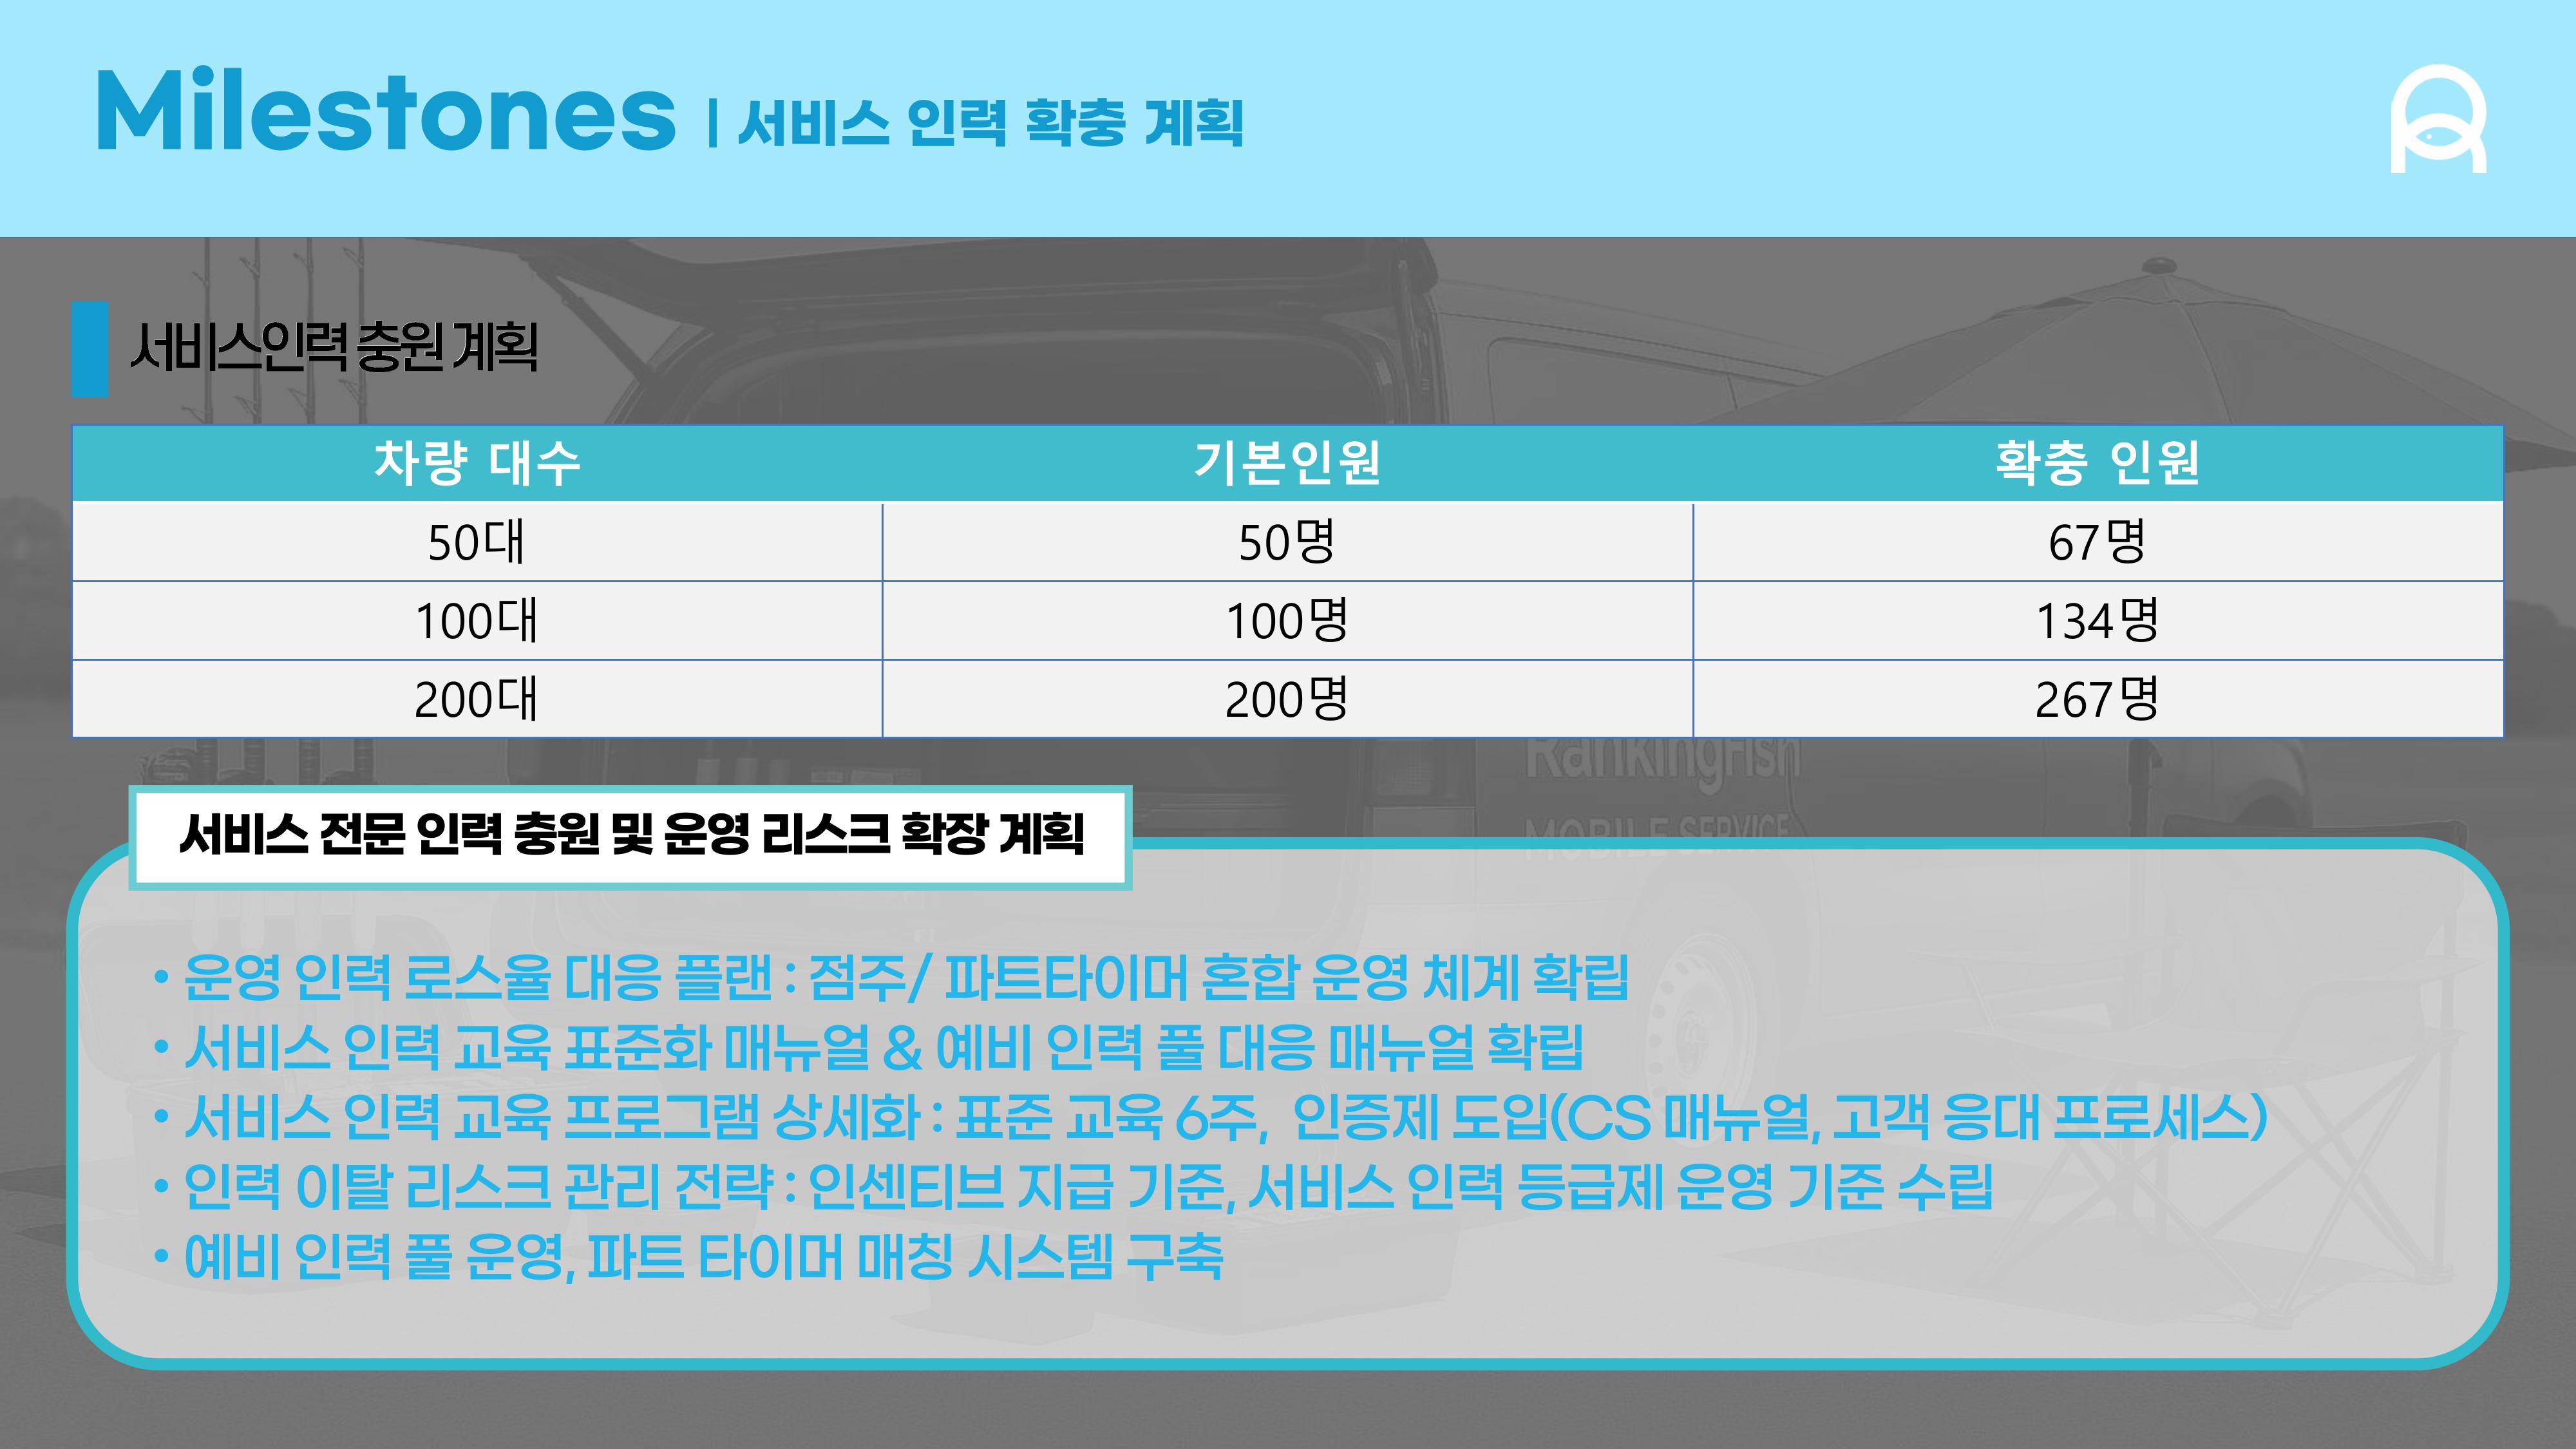 Milestones | 서비스 인력 확충 계획
서비스인력 충원 계획
차량 대수 기본인원 확충 인원
50대 50명 67명
100대 100명 134명
200대 200명 267명
RankingFish
MOBILE SERVICE
서비스 전문 인력 충원 및 운영 리스크 확장 계획
• 운영 인력 로스율 대응 플랜 : 점주/ 파트타이머 혼합 운영 체계 확립
• 서비스 인력 교육 표준화 매뉴얼 & 예비 인력 풀 대응 매뉴얼 확립
• 서비스 인력 교육 프로그램 상세화 : 표준 교육 6주, 인증제 도입(CS 매뉴얼, 고객 응대 프로세스)
• 인력 이탈 리스크 관리 전략 : 인센티브 지급 기준, 서비스 인력 등급제 운영 기준 수립
• 예비 인력 풀 운영, 파트 타이머 매칭 시스템 구축